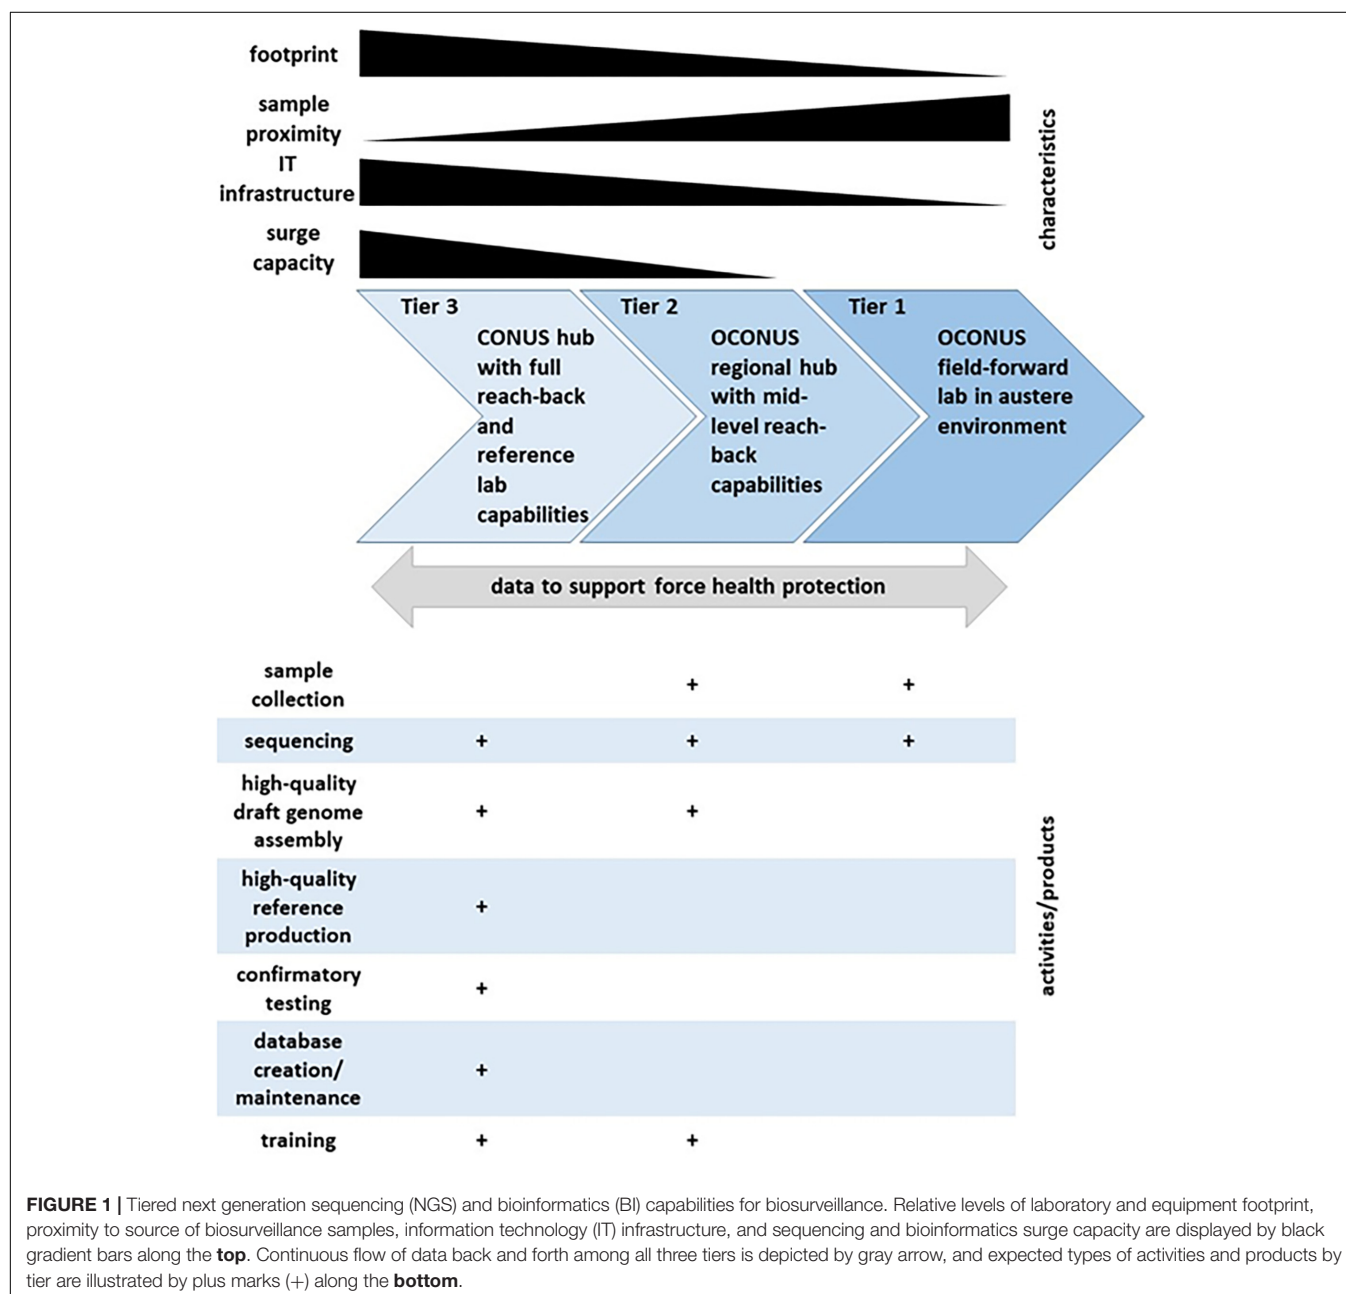 footprint
sample
proximity
IT
infrastructure
surge
capacity
characteristics
Tier 3
CONUS hub
with full
reach-back
and
reference
lab
capabilities
Tier 2
OCONUS
regional hub
with mid-
level reach-
back
capabilities
Tier 1
OCONUS
field-forward
lab in austere
environment
data to support force health protection
sample
collection
+ +
sequencing + + +
high-quality
draft genome
assembly
+ +
high-quality
reference
production
+
confirmatory
testing
+
database
creation/
maintenance
+
training + +
activities/products
FIGURE 1 | Tiered next generation sequencing (NGS) and bioinformatics (BI) capabilities for biosurveillance. Relative levels of laboratory and equipment footprint,
proximity to source of biosurveillance samples, information technology (IT) infrastructure, and sequencing and bioinformatics surge capacity are displayed by black
gradient bars along the top. Continuous flow of data back and forth among all three tiers is depicted by gray arrow, and expected types of activities and products by
tier are illustrated by plus marks (+) along the bottom.